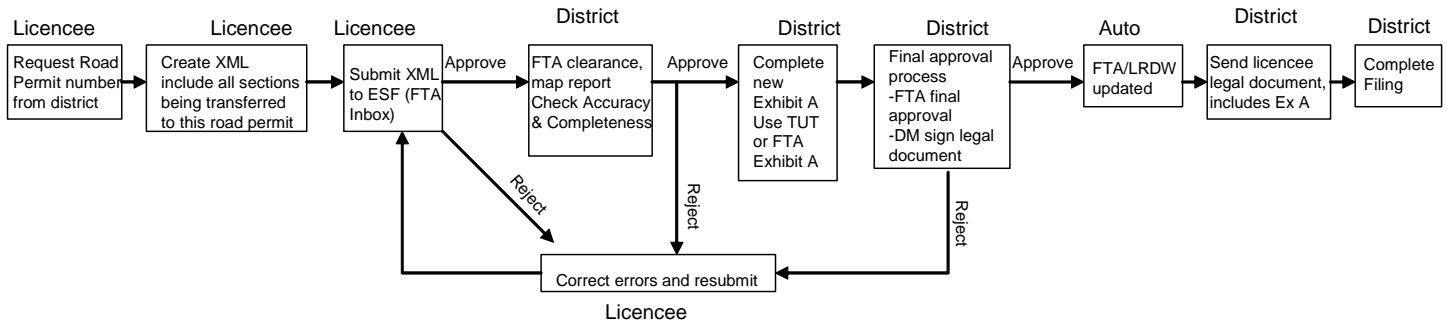 Licencee
Request Road
Permit number
from district
Licencee
Create XML
include all sections
being transferred
to this road permit
Licencee
Submit XML
to ESF (FTA
Inbox)
Approve
Reject
District
FTA clearance,
map report
Check Accuracy
& Completeness
Approve
Reject
District
Complete
new
Exhibit A
Use TUT
or FTA
Exhibit A
District
Final approval
process
-FTA final
approval
-DM sign legal
document
Approve
Reject
Auto
FTA/LRDW
updated
District
Send licencee
legal document,
includes Ex A
District
Complete
Filing
Correct errors and resubmit
Licencee